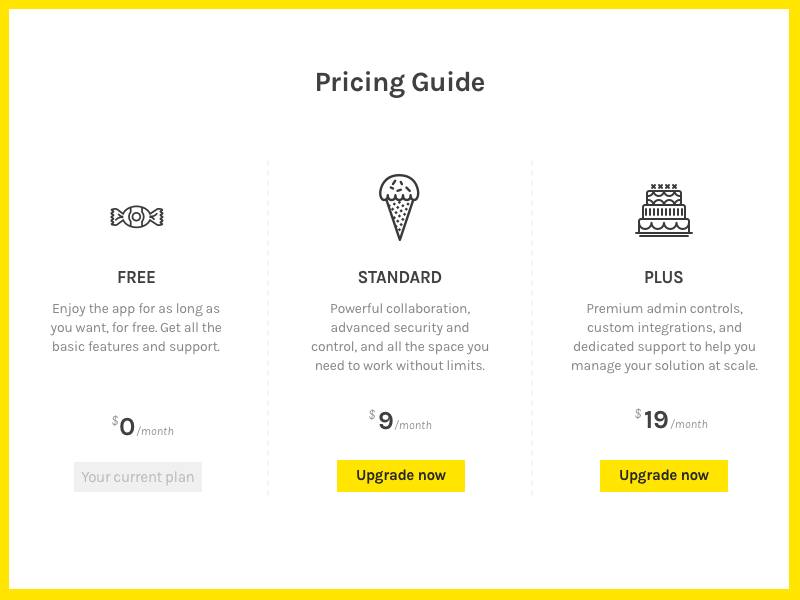 Pricing Guide
FREE
Enjoy the app for as long as
you want, for free. Get all the
basic features and support.
$0/month
Your current plan
STANDARD
Powerful collaboration,
advanced security and
control, and all the space you
need to work without limits.
$9/month
Upgrade now
PLUS
Premium admin controls,
custom integrations, and
dedicated support to help you
manage your solution at scale.
$19/month
Upgrade now